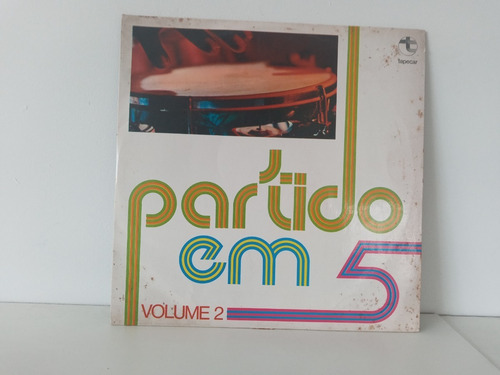 tapecar
partido
em 5
VOLUME 2